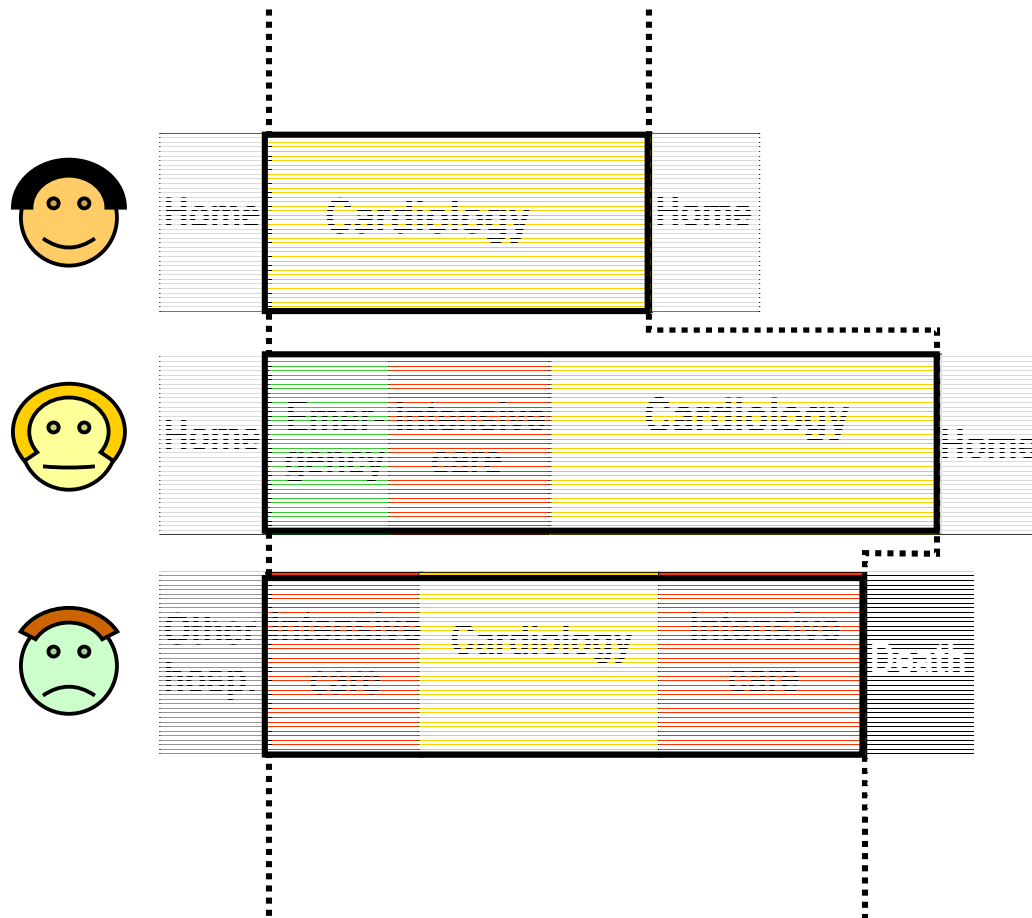 Home Cardiology Home
Home Emer Intensive Cardiology Home
gency care
Other Intensive Cardiology Intensive Death
hosp. care care